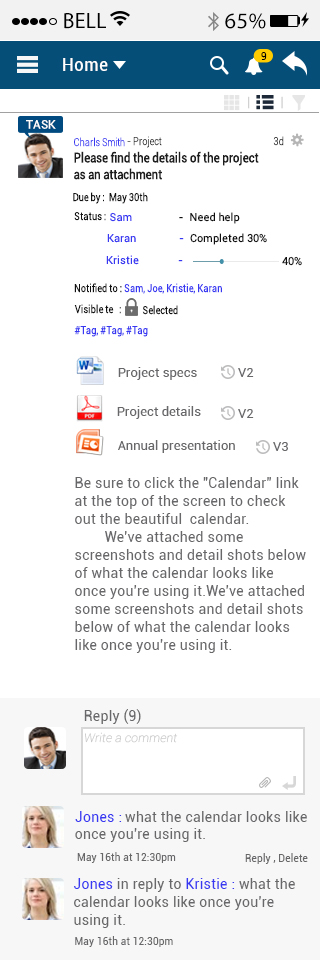 BELL 65%
Home 9
TASK
Charls Smith - Project 3d
Please find the details of the project
as an attachment
Due by : May 30th
Status : Sam - Need help
Karan - Completed 30%
Kristie - 40%
Notified to : Sam, Joe, Kristie, Karan
Visible te : Selected
#Tag, #Tag, #Tag
W Project specs V2
PDF Project details V2
P Annual presentation V3
Be sure to click the "Calendar" link
at the top of the screen to check
out the beautiful calendar.
We've attached some
screenshots and detail shots below
of what the calendar looks like
once you're using it.We've attached
some screenshots and detail shots
below of what the calendar looks
like once you're using it.
Reply (9)
Write a comment
Jones : what the calendar looks like
once you're using it.
May 16th at 12:30pm Reply , Delete
Jones in reply to Kristie : what the
calendar looks like once you're
using it.
May 16th at 12:30pm